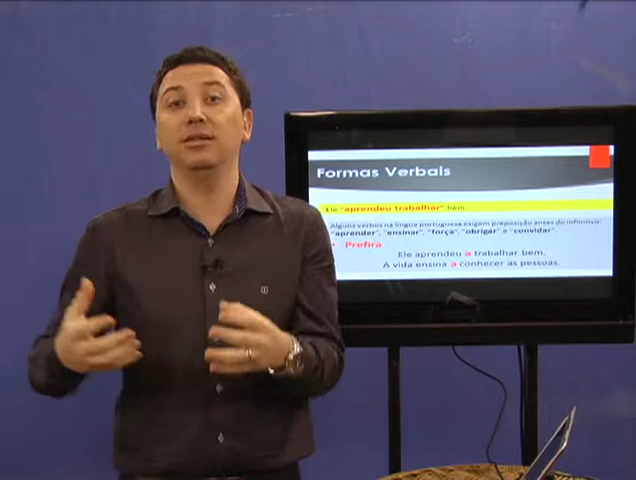 Formas Verbais
Ele "aprendeu trabalhar" bem.
Alguns verbos na língua portuguesa exigem preposição antes do infinitivo:
"aprender", "ensinar", "força", "obrigar" e "convidar".
• Prefira
Ele aprendeu a trabalhar bem.
A vida ensina a conhecer as pessoas.